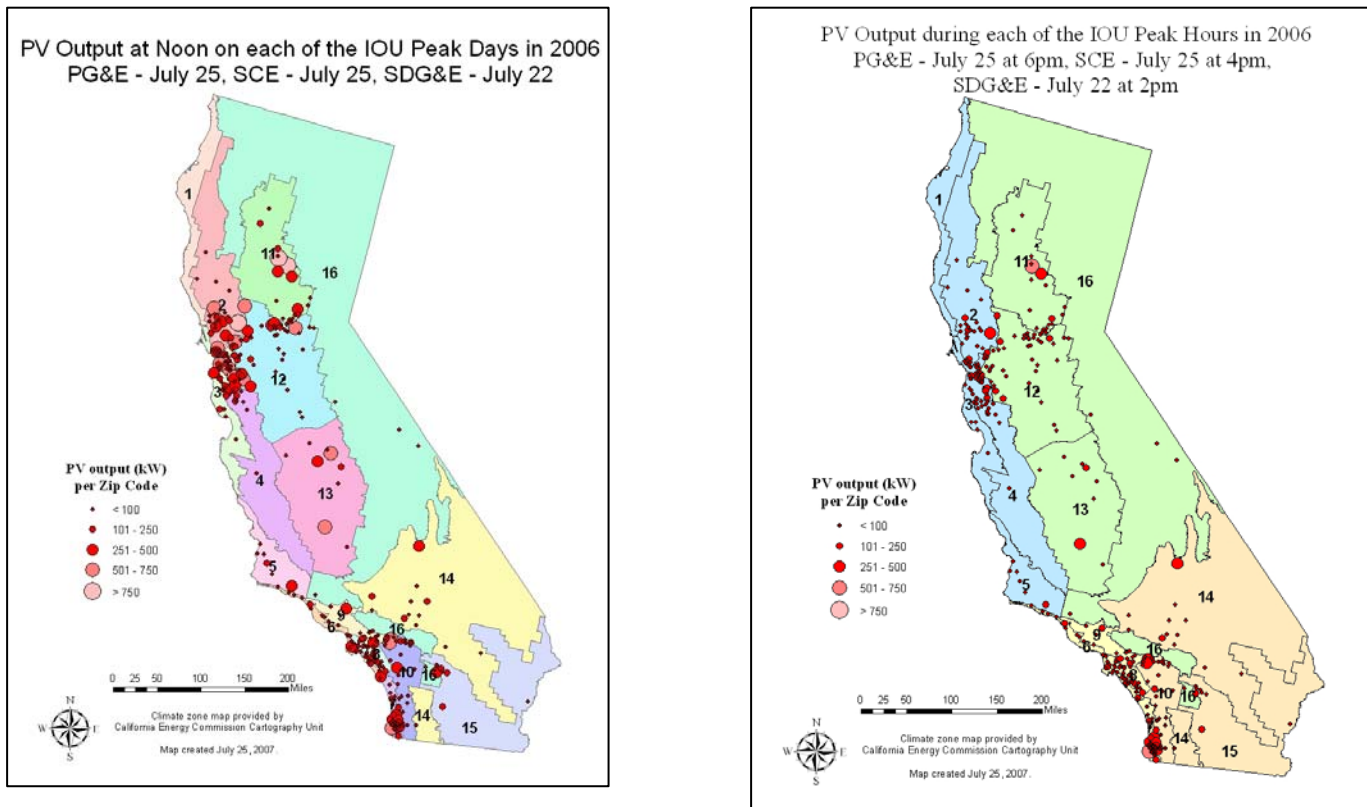 PV Output at Noon on each of the IOU Peak Days in 2006
PG&E - July 25, SCE - July 25, SDG&E - July 22
1
11
16
2
3
12
4
13
5
14
9
6
16
8
10
16
14
15
PV output (kW)
per Zip Code
< 100
101 - 250
251 - 500
501 - 750
> 750
0 50 100 150 200
Miles
N
W E
S
Climate zone map provided by
California Energy Commission Cartography Unit
Map created July 25, 2007.
PV Output during each of the IOU Peak Hours in 2006
PG&E - July 25 at 6pm, SCE - July 25 at 4pm,
SDG&E - July 22 at 2pm
1
11
16
2
3
12
4
13
5
14
9
6
16
8
10
16
14
15
PV output (kW)
per Zip Code
< 100
101 - 250
251 - 500
501 - 750
> 750
0 25 50 100 150 200
Miles
N
W E
S
Climate zone map provided by
California Energy Commission Cartography Unit
Map created July 25, 2007.